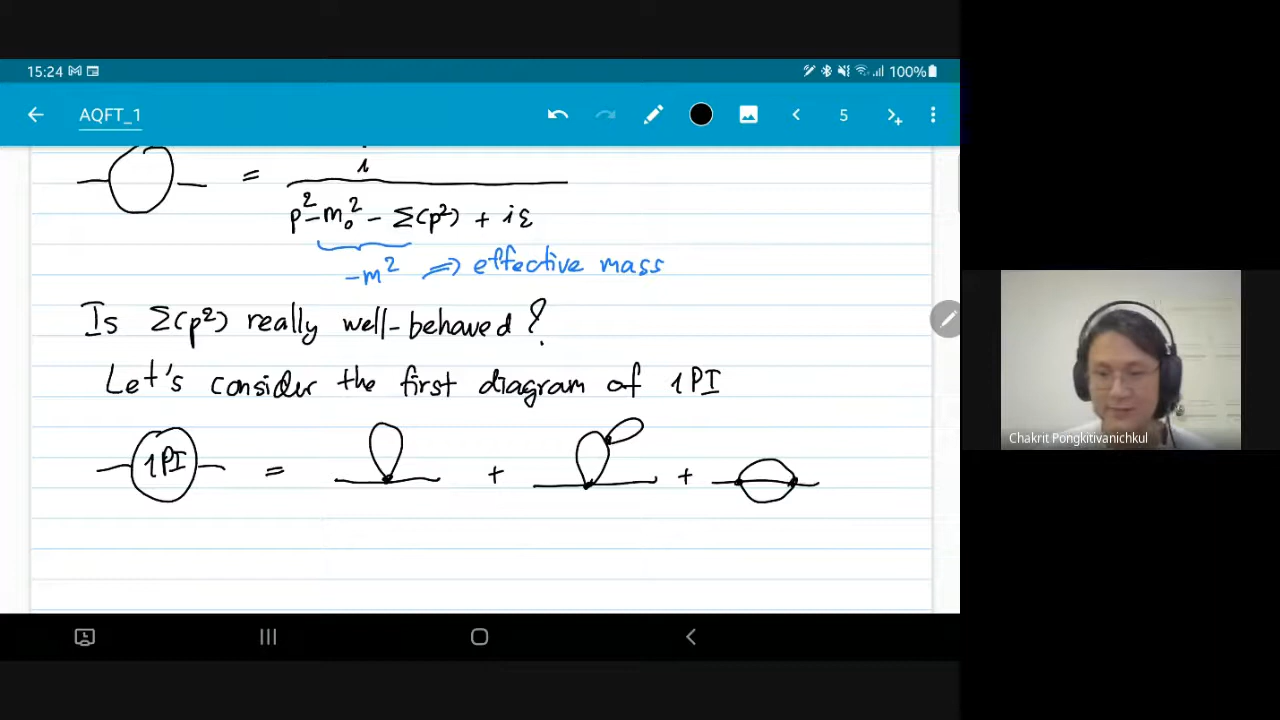 15:24 100%
AQFT_1 5
= i / p² - m₀² - Σ(p²) + iε
-m² ⇒ effective mass
Is Σ(p²) really well-behaved?
Let's consider the first diagram of 1PI
1PI = + +
Chakrit Pongkitivanichkul